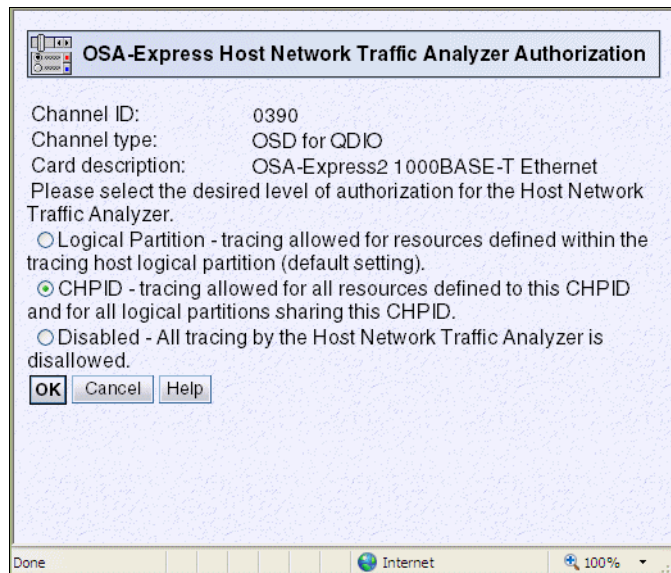 OSA-Express Host Network Traffic Analyzer Authorization
Channel ID: 0390
Channel type: OSD for QDIO
Card description: OSA-Express2 1000BASE-T Ethernet
Please select the desired level of authorization for the Host Network
Traffic Analyzer.
Logical Partition - tracing allowed for resources defined within the
tracing host logical partition (default setting).
CHPID - tracing allowed for all resources defined to this CHPID
and for all logical partitions sharing this CHPID.
Disabled - All tracing by the Host Network Traffic Analyzer is
disallowed.
OK Cancel Help
Done Internet 100%